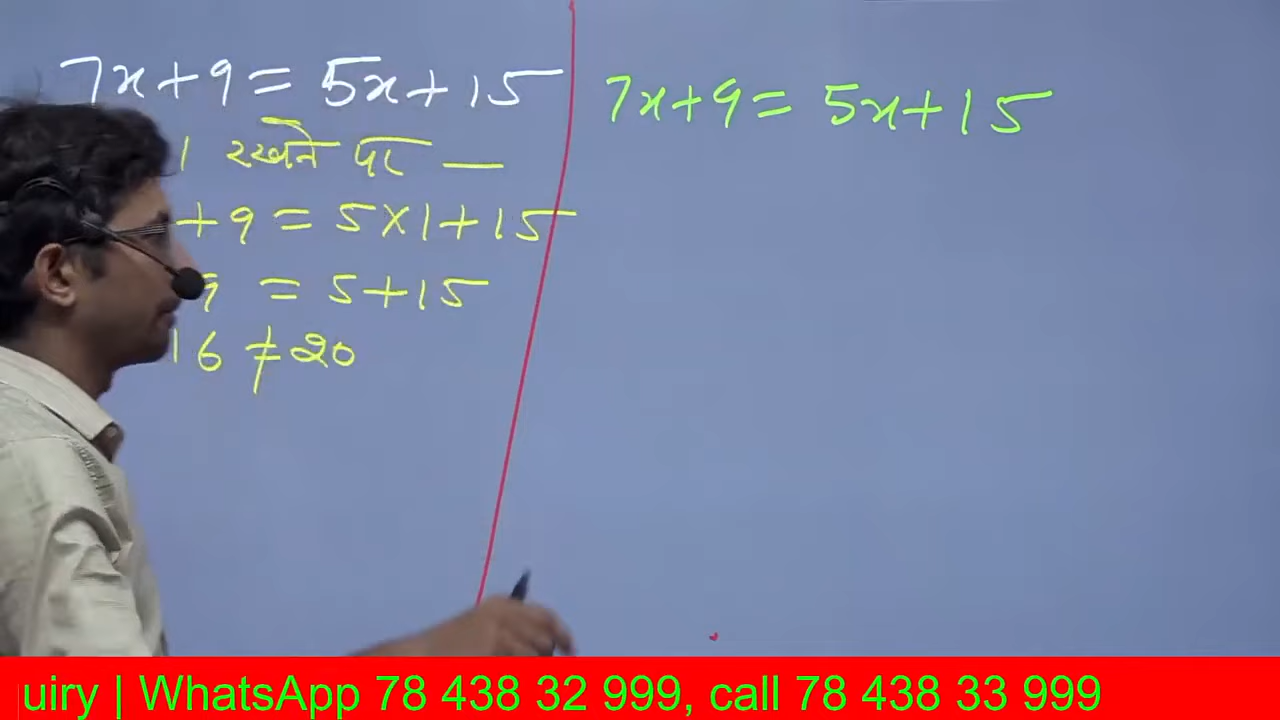 7x+9= 5x+15
1 रखने पर —
+9 = 5×1+15
9 = 5+15
16 ≠ 20
7x+9= 5x+15
uiry | WhatsApp 78 438 32 999, call 78 438 33 999